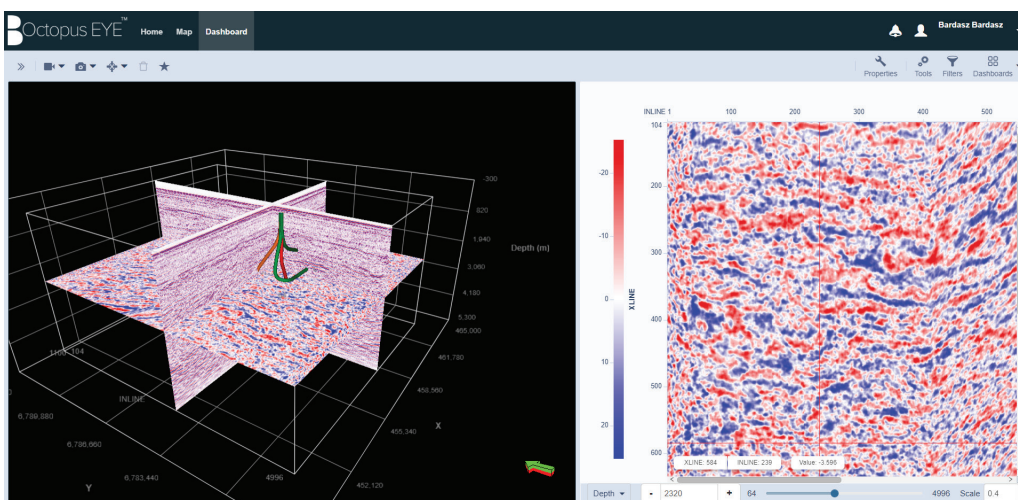 Octopus EYE™
Home Map Dashboard
Bardasz Bardasz
Properties Tools Filters Dashboards
INLINE 1 100 200 300 400 500
104
200
300
400
500
600
XLINE
-20
-10
0
10
20
-300
820
1,940
3,060
4,180
5,300
Depth (m)
465,000
461,780
458,560
455,340
452,120
X
104
INLINE
6,789,880
6,786,660
6,783,440
4996
Y
XLINE: 584 INLINE: 239 Value: -3.596
Depth - 2320 + 64 4996 Scale 0.4